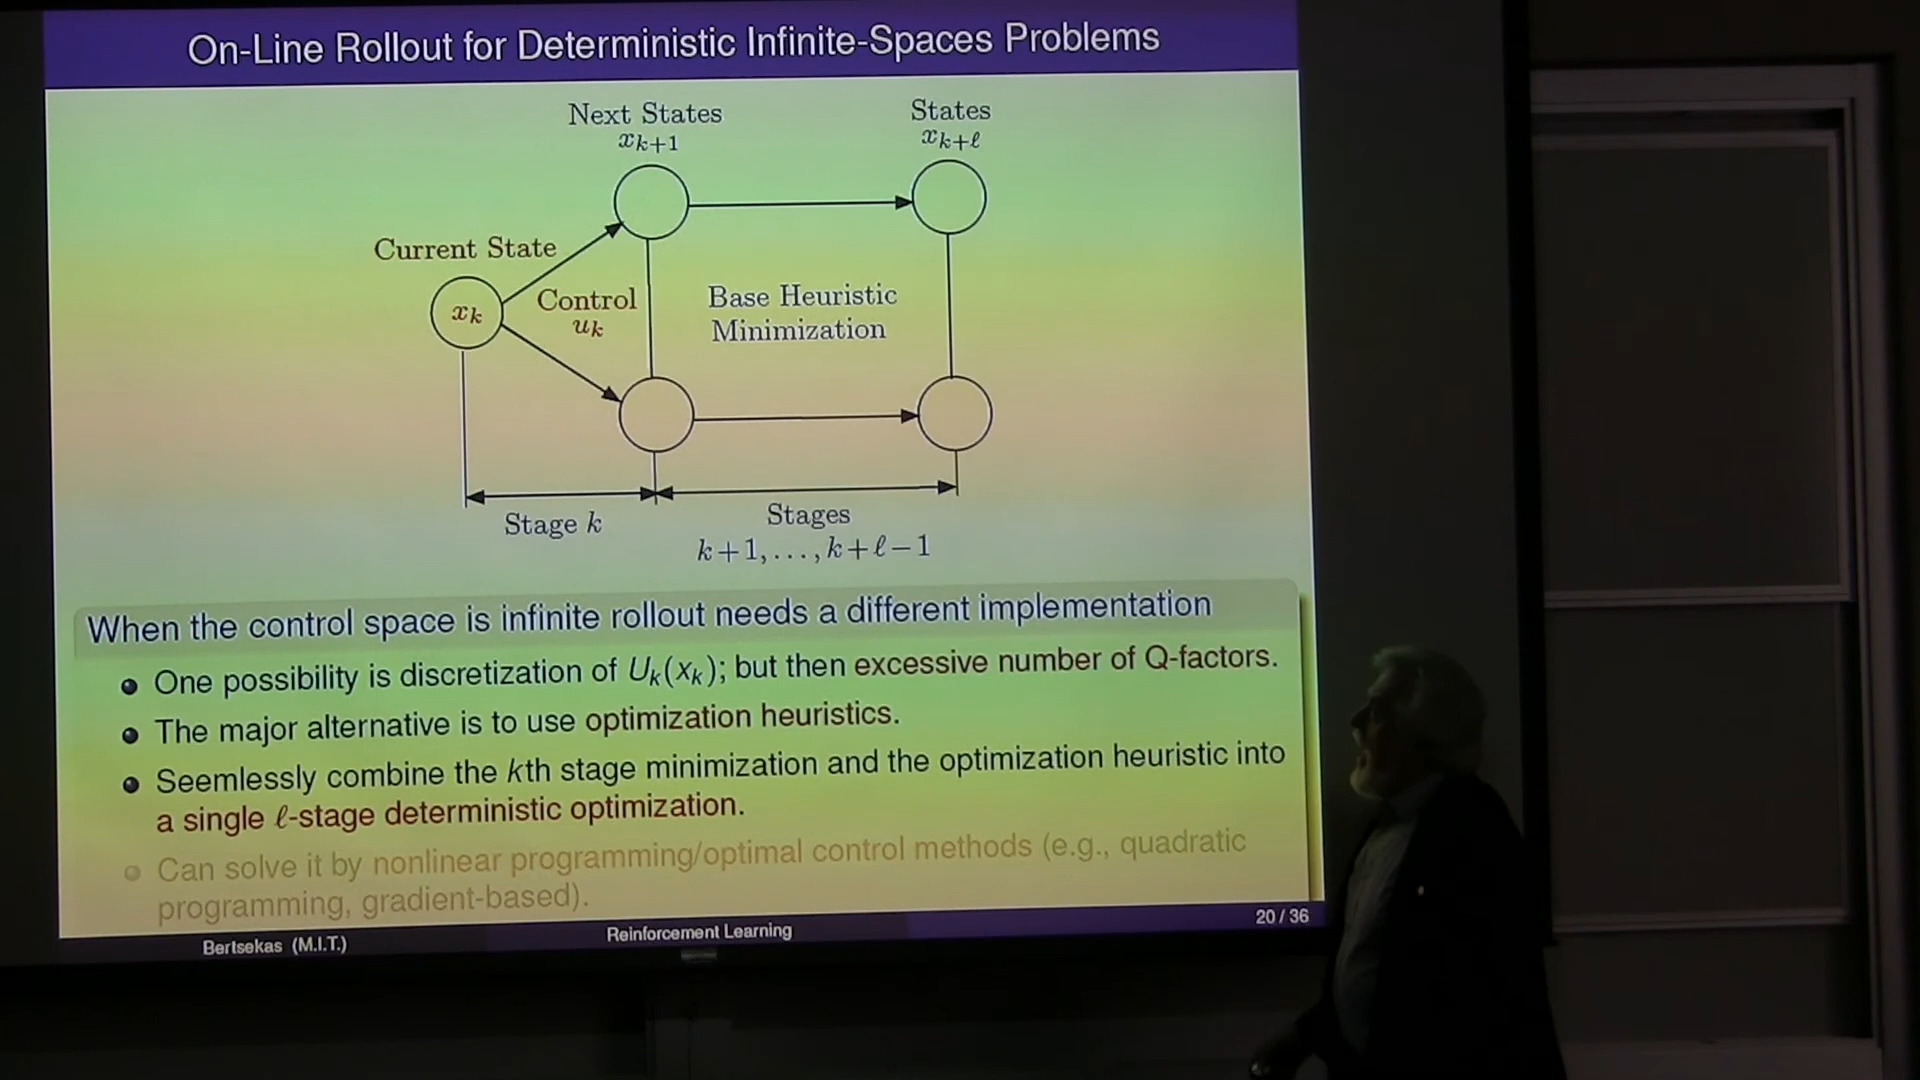 On-Line Rollout for Deterministic Infinite-Spaces Problems
Next States
x_{k+1}
States
x_{k+ℓ}
Current State
x_k
Control
u_k
Base Heuristic
Minimization
Stage k
Stages
k+1,...,k+ℓ−1
When the control space is infinite rollout needs a different implementation
One possibility is discretization of U_k(x_k); but then excessive number of Q-factors.
The major alternative is to use optimization heuristics.
Seemlessly combine the kth stage minimization and the optimization heuristic into
a single ℓ-stage deterministic optimization.
Can solve it by nonlinear programming/optimal control methods (e.g., quadratic
programming, gradient-based).
Bertsekas (M.I.T.)
Reinforcement Learning
20 / 36